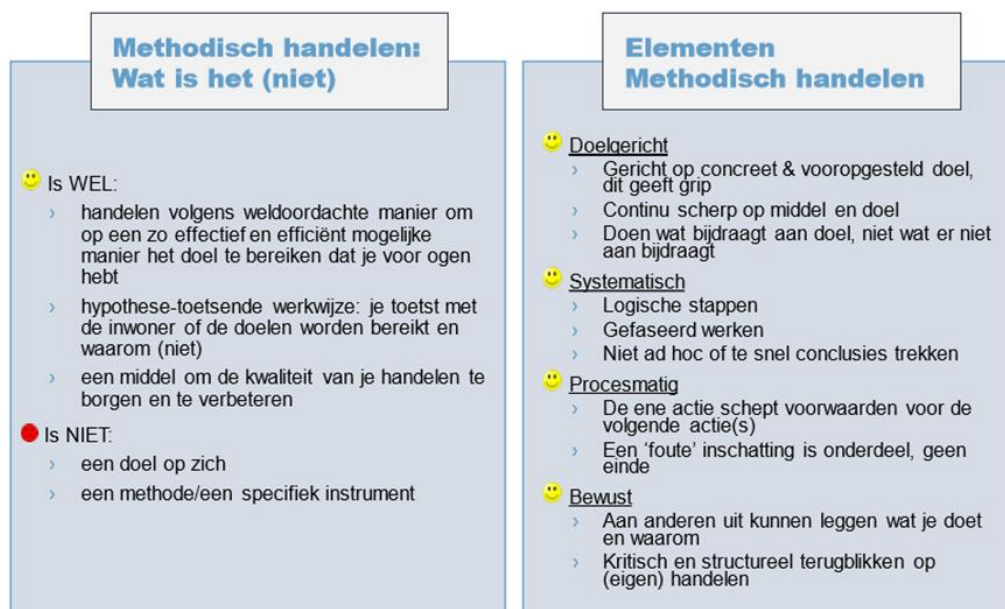 Methodisch handelen:
Wat is het (niet)
Is WEL:
› handelen volgens weldoordachte manier om
op een zo effectief en efficiënt mogelijke
manier het doel te bereiken dat je voor ogen
hebt
› hypothese-toetsende werkwijze: je toetst met
de inwoner of de doelen worden bereikt en
waarom (niet)
› een middel om de kwaliteit van je handelen te
borgen en te verbeteren
Is NIET:
› een doel op zich
› een methode/een specifiek instrument
Elementen
Methodisch handelen
Doelgericht
› Gericht op concreet & vooropgesteld doel,
dit geeft grip
› Continu scherp op middel en doel
› Doen wat bijdraagt aan doel, niet wat er niet
aan bijdraagt
Systematisch
› Logische stappen
› Gefaseerd werken
› Niet ad hoc of te snel conclusies trekken
Procesmatig
› De ene actie schept voorwaarden voor de
volgende actie(s)
› Een ‘foute’ inschatting is onderdeel, geen
einde
Bewust
› Aan anderen uit kunnen leggen wat je doet
en waarom
› Kritisch en structureel terugblikken op
(eigen) handelen